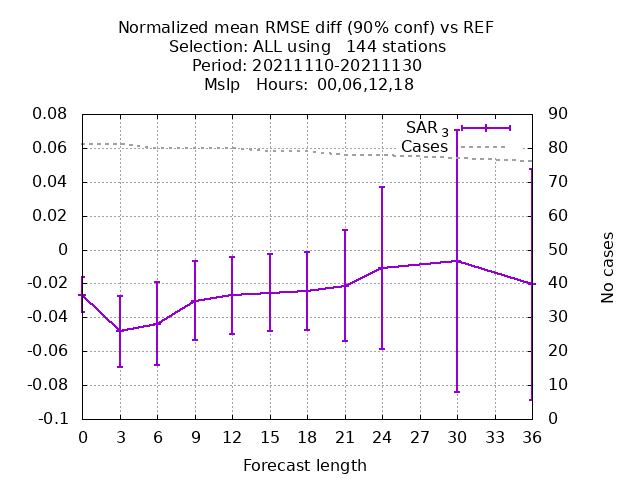 Normalized mean RMSE diff (90% conf) vs REF
Selection: ALL using   144 stations
Period: 20211110-20211130
Mslp   Hours:  00,06,12,18
SAR 3
Cases
0.08
0.06
0.04
0.02
0
-0.02
-0.04
-0.06
-0.08
-0.1
90
80
70
60
50
40
30
20
10
0
No cases
0 3 6 9 12 15 18 21 24 27 30 33 36
Forecast length